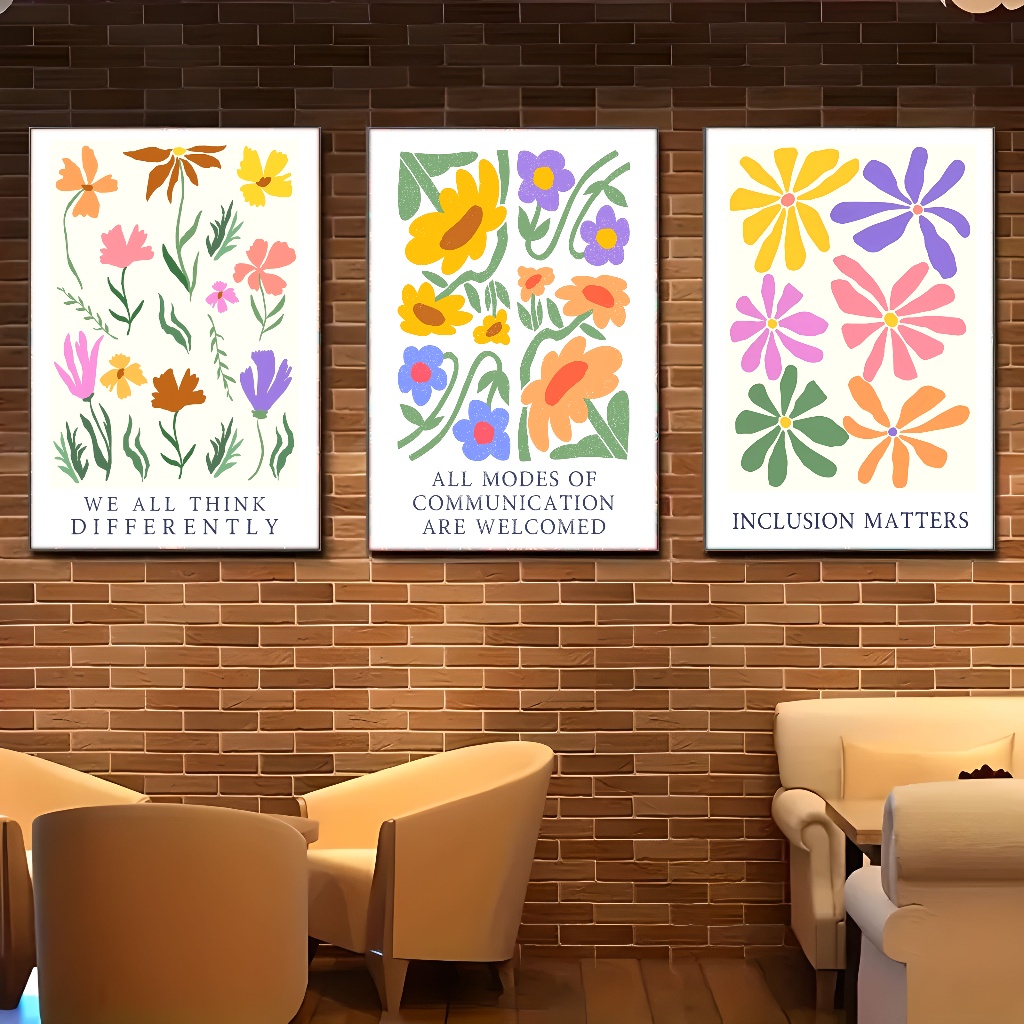 WE ALL THINK
DIFFERENTLY
ALL MODES OF
COMMUNICATION
ARE WELCOMED
INCLUSION MATTERS